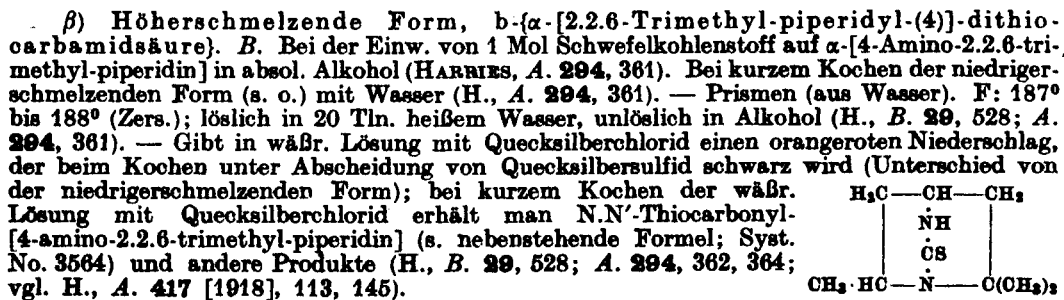 β) Höherschmelzende Form, b-{α-[2.2.6-Trimethyl-piperidyl-(4)]-dithio-
carbamidsäure}. B. Bei der Einw. von 1 Mol Schwefelkohlenstoff auf α-[4-Amino-2.2.6-tri-
methyl-piperidin] in absol. Alkohol (HARRIES, A. 294, 361). Bei kurzem Kochen der niedriger-
schmelzenden Form (s. o.) mit Wasser (H., A. 294, 361). — Prismen (aus Wasser). F: 187°
bis 188° (Zers.); löslich in 20 Tln. heißem Wasser, unlöslich in Alkohol (H., B. 29, 528; A.
294, 361). — Gibt in wäßr. Lösung mit Quecksilberchlorid einen orangeroten Niederschlag,
der beim Kochen unter Abscheidung von Quecksilbersulfid schwarz wird (Unterschied von
der niedrigerschmelzenden Form); bei kurzem Kochen der wäßr.
Lösung mit Quecksilberchlorid erhält man N.N′-Thiocarbonyl-
[4-amino-2.2.6-trimethyl-piperidin] (s. nebenstehende Formel; Syst.
No. 3564) und andere Produkte (H., B. 29, 528; A. 294, 362, 364;
vgl. H., A. 417 [1918], 113, 145).
H₂C—CH—CH₂
NH
CS
CH₃·HC—N—C(CH₃)₂